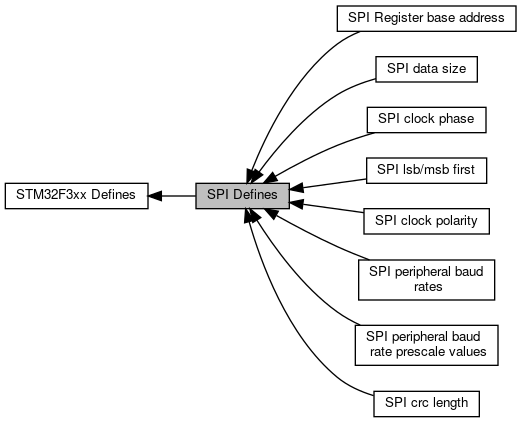 STM32F3xx Defines
SPI Defines
SPI Register base address
SPI data size
SPI clock phase
SPI lsb/msb first
SPI clock polarity
SPI peripheral baud
rates
SPI peripheral baud
rate prescale values
SPI crc length